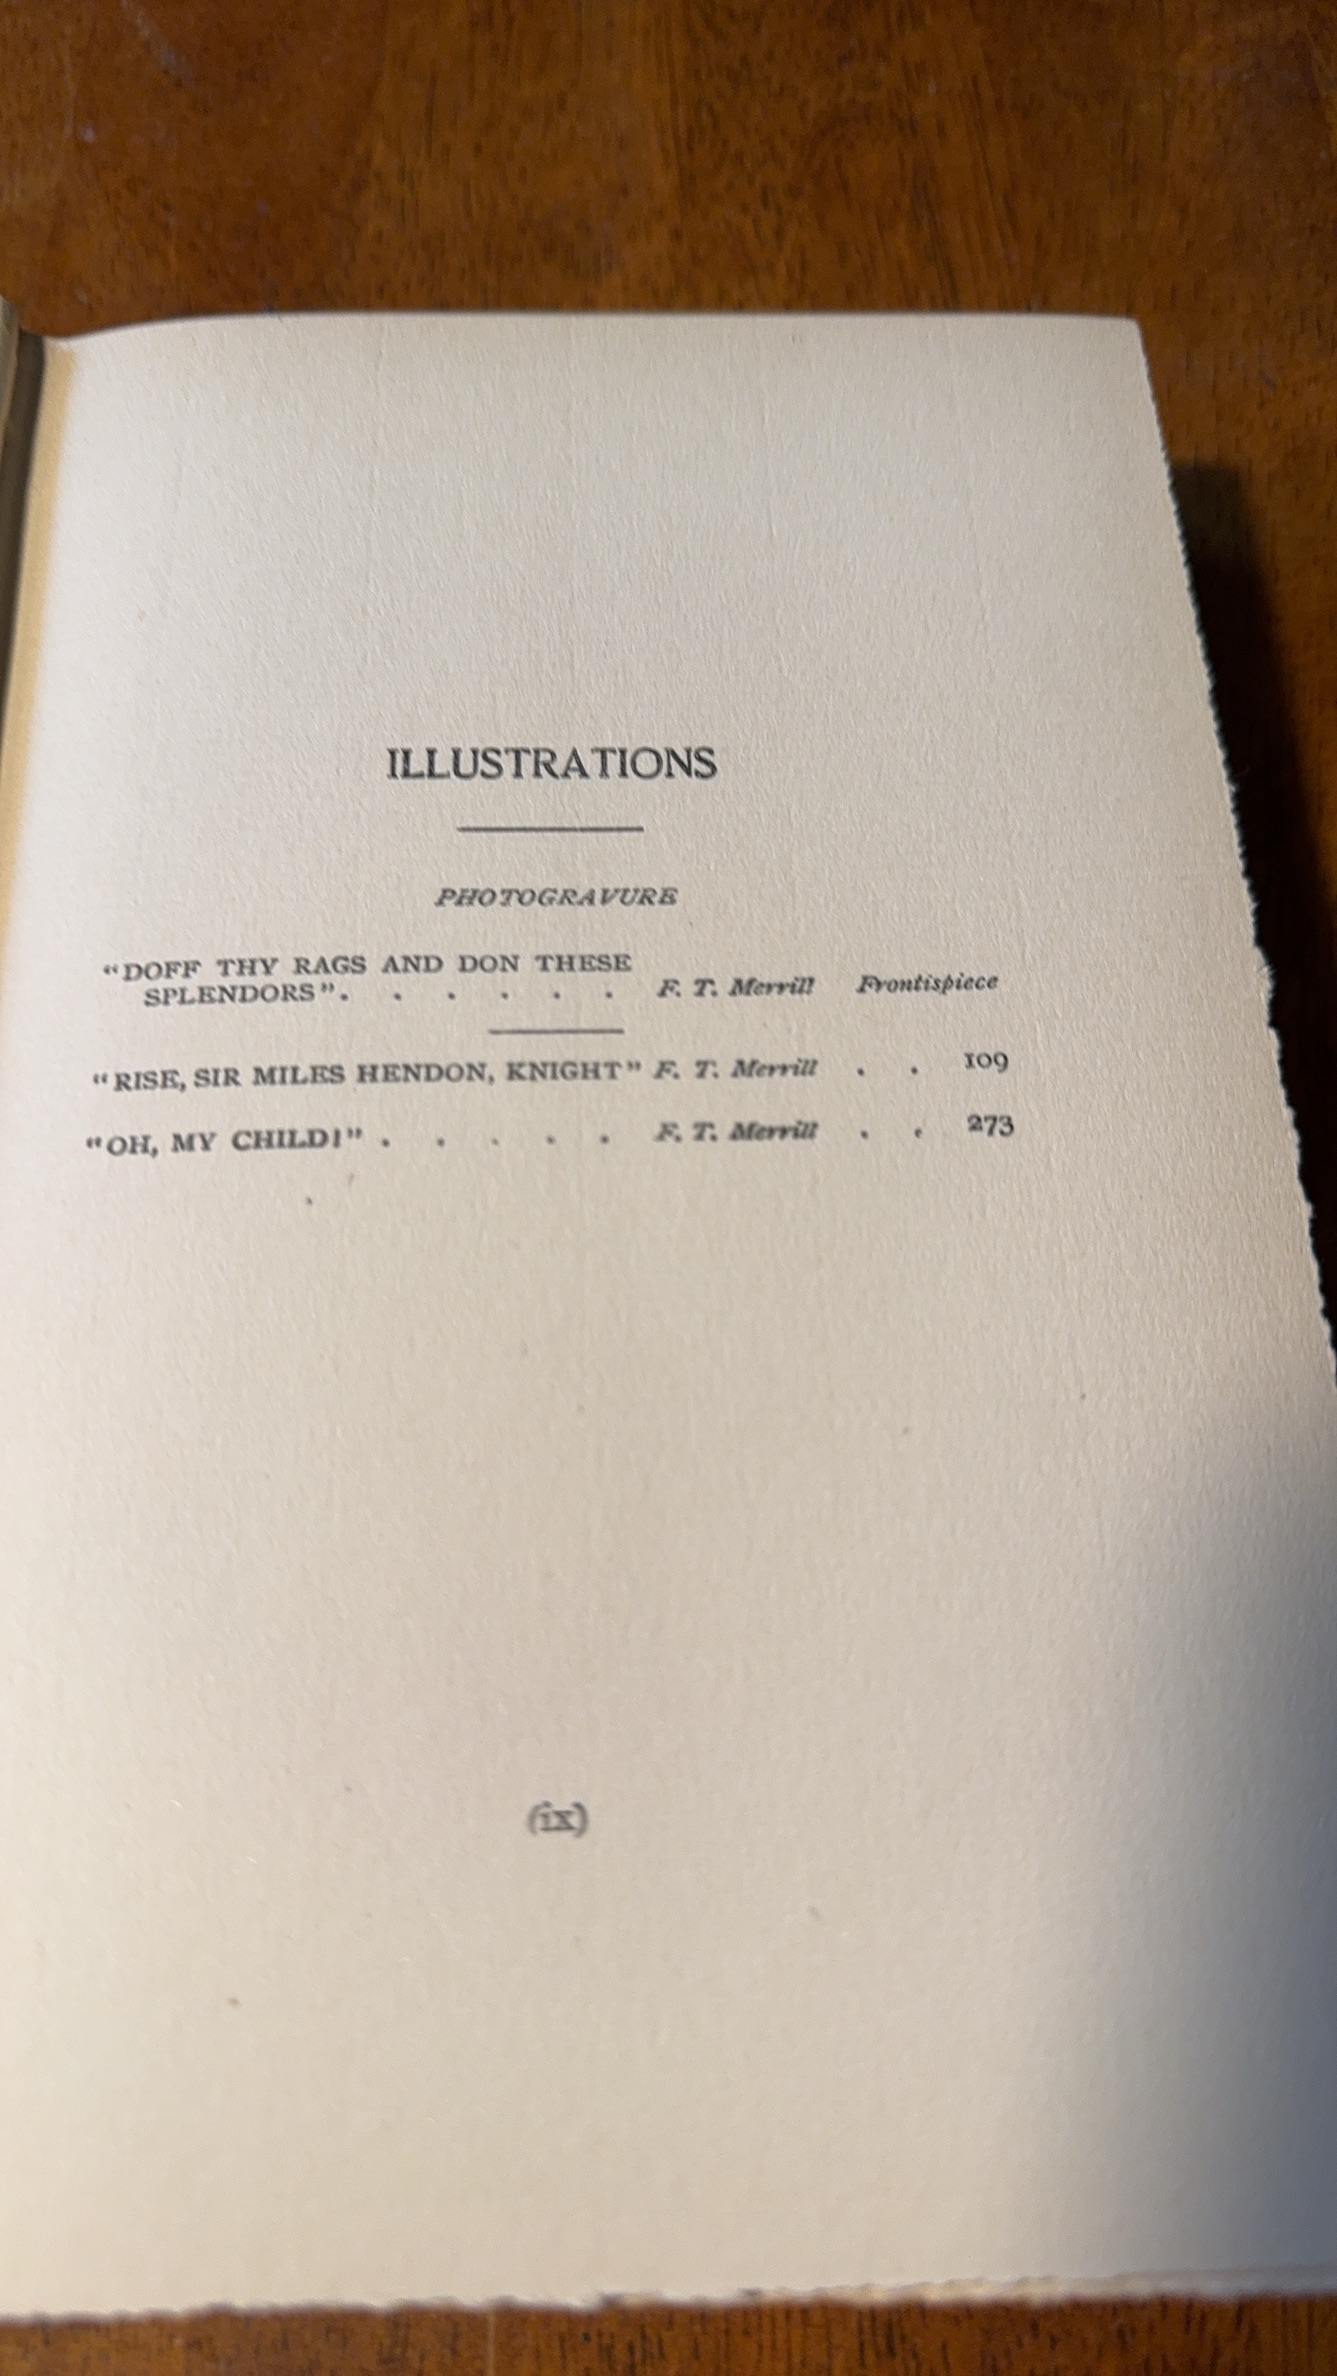 ILLUSTRATIONS
PHOTOGRAVURE
“DOFF THY RAGS AND DON THESE
SPLENDORS”. . . . . . F. T. Merrill Frontispiece
“RISE, SIR MILES HENDON, KNIGHT” F. T. Merrill . . 109
“OH, MY CHILD!” . . . . . F. T. Merrill . . 273
(ix)